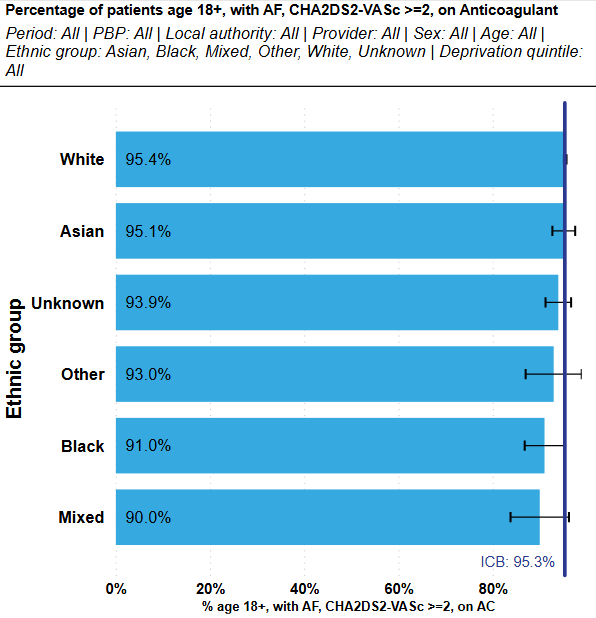 Percentage of patients age 18+, with AF, CHA2DS2-VASc >=2, on Anticoagulant
Period: All | PBP: All | Local authority: All | Provider: All | Sex: All | Age: All |
Ethnic group: Asian, Black, Mixed, Other, White, Unknown | Deprivation quintile:
All
Ethnic group
White 95.4%
Asian 95.1%
Unknown 93.9%
Other 93.0%
Black 91.0%
Mixed 90.0%
ICB: 95.3%
0% 20% 40% 60% 80%
% age 18+, with AF, CHA2DS2-VASc >=2, on AC